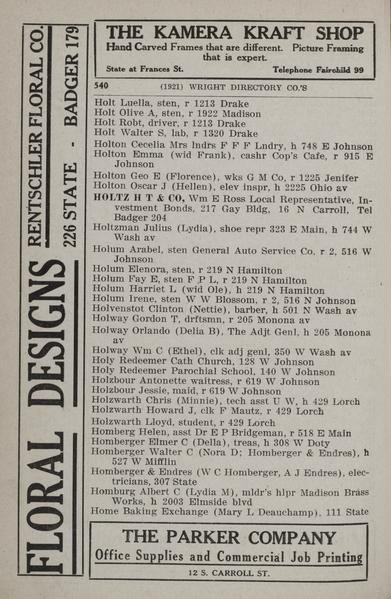 THE KAMERA KRAFT SHOP
Hand Carved Frames that are different. Picture Framing
that is expert.
State at Frances St. Telephone Fairchild 99
540 (1921) WRIGHT DIRECTORY CO.'S
Holt Luella, sten, r 1213 Drake
Holt Olive A, sten, r 1922 Madison
Holt Robt, driver, r 1213 Drake
Holt Walter S, lab, r 1320 Drake
Holton Cecelia Mrs lndrs F F F Lndry, h 748 E Johnson
Holton Emma (wid Frank), cashr Cop's Cafe, r 915 E
Johnson
Holton Geo E (Florence), wks G M Co, r 1225 Jenifer
Holton Oscar J (Hellen), elev inspr, h 2225 Ohio av
HOLTZ H T & CO, Wm E Ross Local Representative, In-
vestment Bonds, 217 Gay Bldg, 16 N Carroll, Tel
Badger 204
Holtzman Julius (Lydia), shoe repr 323 E Main, h 744 W
Wash av
Holum Arabel, sten General Auto Service Co, r 2, 516 W
Johnson
Holum Elenora, sten, r 219 N Hamilton
Holum Fay E, sten F P L, r 219 N Hamilton
Holum Harriet L (wid Ole), h 219 N Hamilton
Holum Irene, sten W W Blossom, r 2, 516 N Johnson
Holvenstot Clinton (Nettie), barber, h 501 N Wash av
Holway Gordon T, drftsmn, r 205 Monona av
Holway Orlando (Delia B), The Adjt Genl, h 205 Monona
av
Holway Wm C (Ethel), clk adj genl, 350 W Wash av
Holy Redeemer Cath Church, 128 W Johnson
Holy Redeemer Parochial School, 140 W Johnson
Holzbour Antonette waitress, r 619 W Johnson
Holzbour Jessie, maid, r 619 W Johnson
Holzwarth Chris (Minnie), tech asst U W, h 429 Lorch
Holzwarth Howard J, clk F Mautz, r 429 Lorch
Holzwarth Lloyd, student, r 429 Lorch
Homberg Helen, asst Dr E P Bridgeman, r 518 E Main
Homberger Elmer C (Della), treas, h 308 W Doty
Homberger Walter C (Nora D; Homberger & Endres), h
527 W Mifflin
Homberger & Endres (W C Homberger, A J Endres), elec-
tricians, 307 State
Homburg Albert C (Lydia M), mldr's hlpr Madison Brass
Works, h 2003 Elmside blvd
Home Baking Exchange (Mary L Deauchamp), 111 State
THE PARKER COMPANY
Office Supplies and Commercial Job Printing
12 S. CARROLL ST.
FLORAL DESIGNS
RENTSCHLER FLORAL CO.
226 STATE - BADGER 179